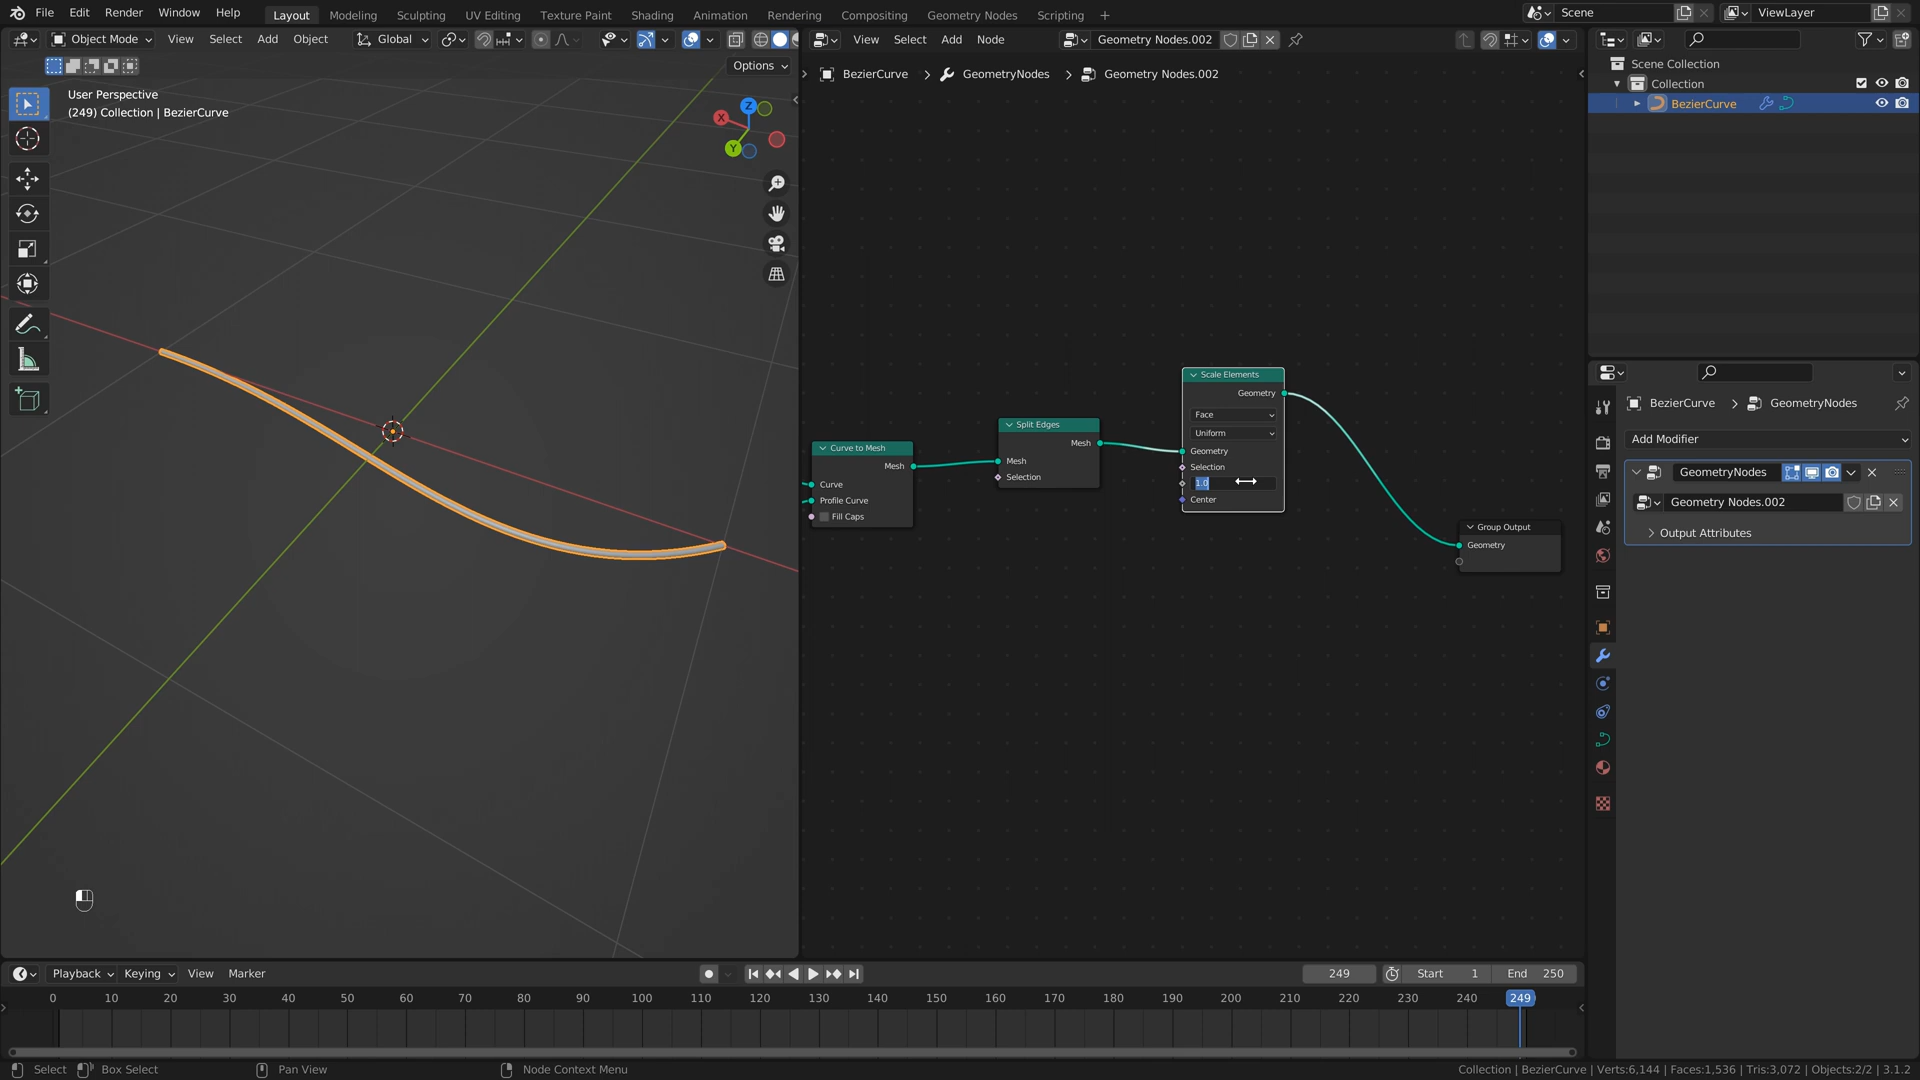 File Edit Render Window Help Layout Modeling Sculpting UV Editing Texture Paint Shading Animation Rendering Compositing Geometry Nodes Scripting + Scene ViewLayer
Object Mode View Select Add Object Global
View Select Add Node Geometry Nodes.002
Options
BezierCurve > GeometryNodes > Geometry Nodes.002
User Perspective
(249) Collection | BezierCurve
Z
X
Y
Scene Collection
Collection
BezierCurve
Scale Elements
Geometry
Face
Uniform
Geometry
Selection
1.0
Center
Split Edges
Mesh
Mesh
Selection
Curve to Mesh
Mesh
Curve
Profile Curve
Fill Caps
Group Output
Geometry
BezierCurve > GeometryNodes
Add Modifier
GeometryNodes
Geometry Nodes.002
Output Attributes
Playback Keying View Marker 249 Start 1 End 250
0 10 20 30 40 50 60 70 80 90 100 110 120 130 140 150 160 170 180 190 200 210 220 230 240 249
Select Box Select Pan View Node Context Menu Collection | BezierCurve | Verts:6,144 | Faces:1,536 | Tris:3,072 | Objects:2/2 | 3.1.2